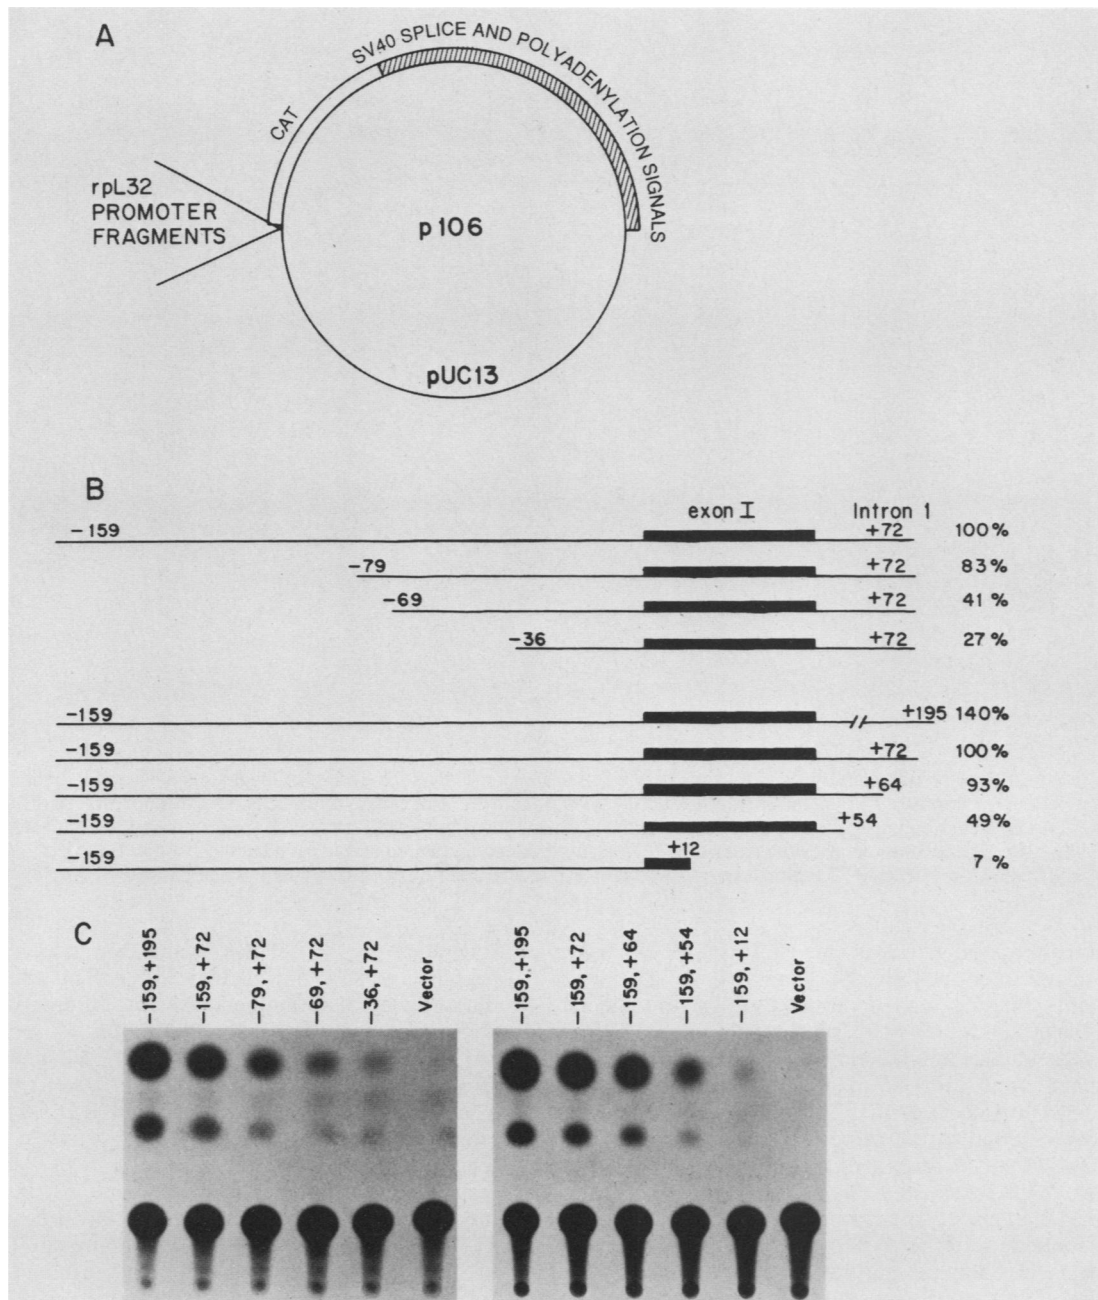 A
SV40 SPLICE AND POLYADENYLATION SIGNALS
CAT
rpL32
PROMOTER
FRAGMENTS
p106
pUC13
B
exon I
Intron 1
-159
+72
100%
-79
+72
83%
-69
+72
41%
-36
+72
27%
-159
+195
140%
-159
+72
100%
-159
+64
93%
-159
+54
49%
-159
+12
7%
C
-159,+195
-159,+72
-79,+72
-69,+72
-36,+72
Vector
-159,+195
-159,+72
-159,+64
-159,+54
-159,+12
Vector